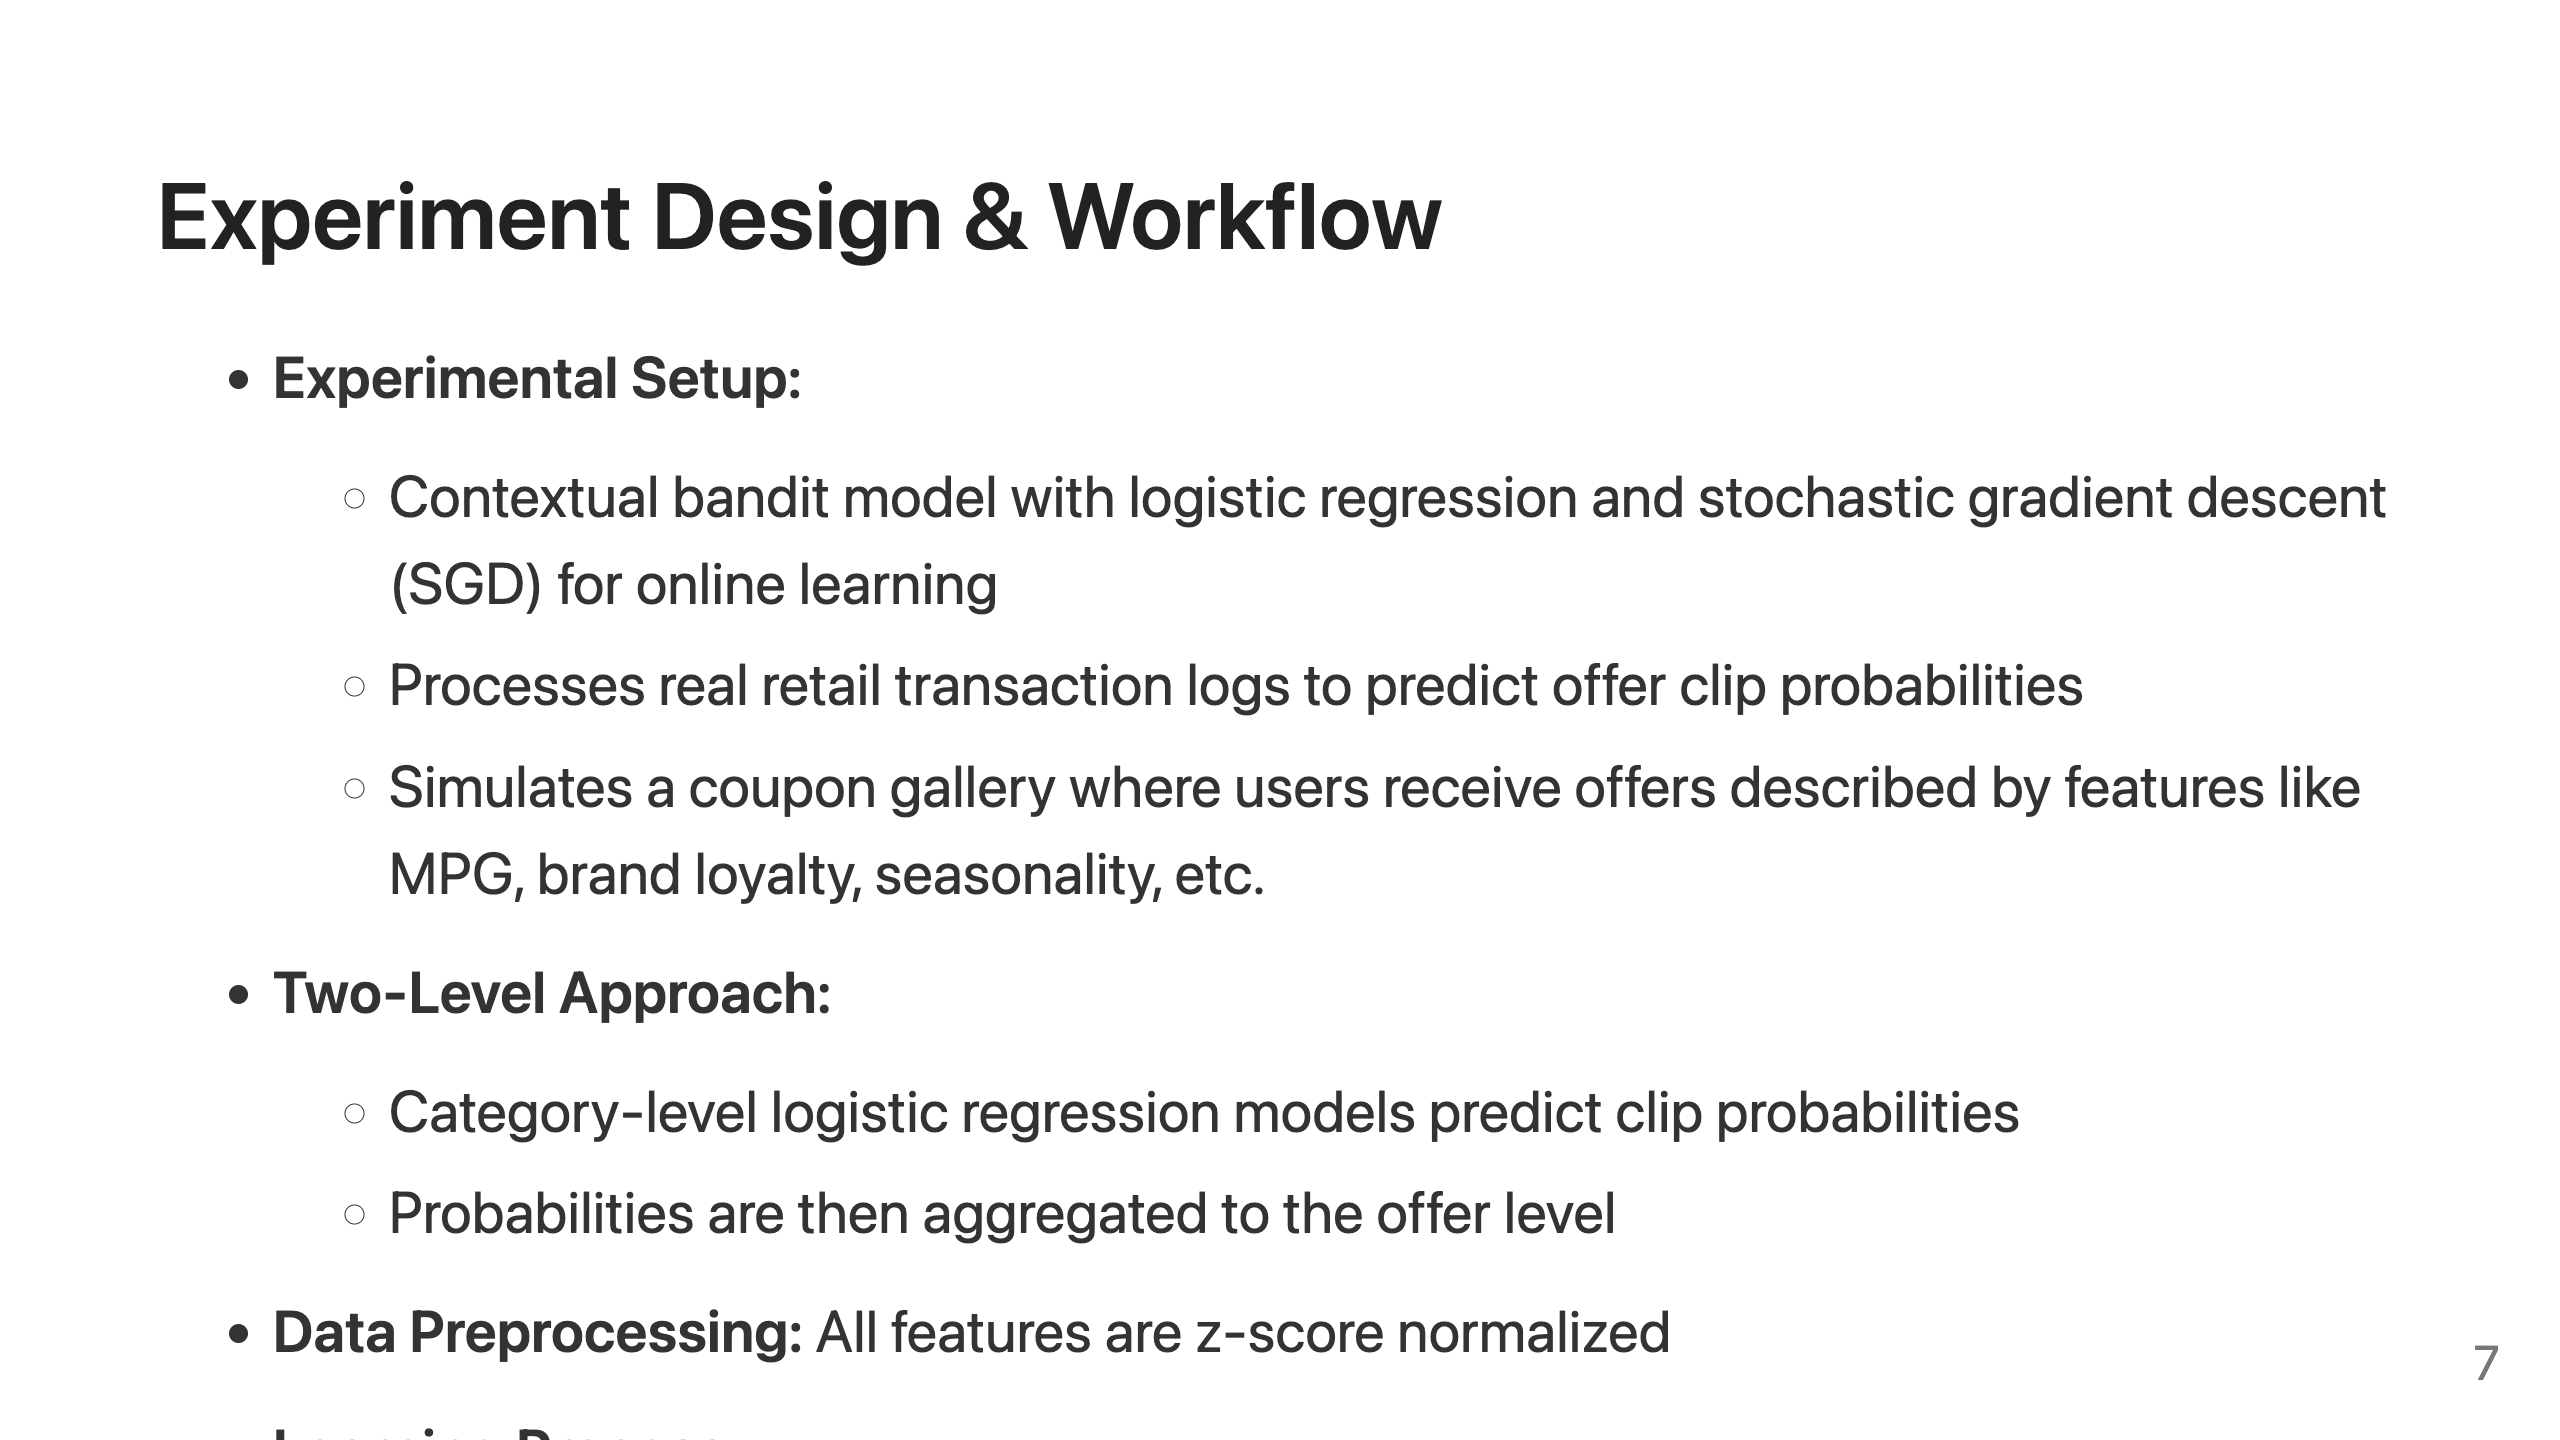 Experiment Design & Workflow
• Experimental Setup:
○ Contextual bandit model with logistic regression and stochastic gradient descent
(SGD) for online learning
○ Processes real retail transaction logs to predict offer clip probabilities
○ Simulates a coupon gallery where users receive offers described by features like
MPG, brand loyalty, seasonality, etc.
• Two-Level Approach:
○ Category-level logistic regression models predict clip probabilities
○ Probabilities are then aggregated to the offer level
• Data Preprocessing: All features are z-score normalized
7